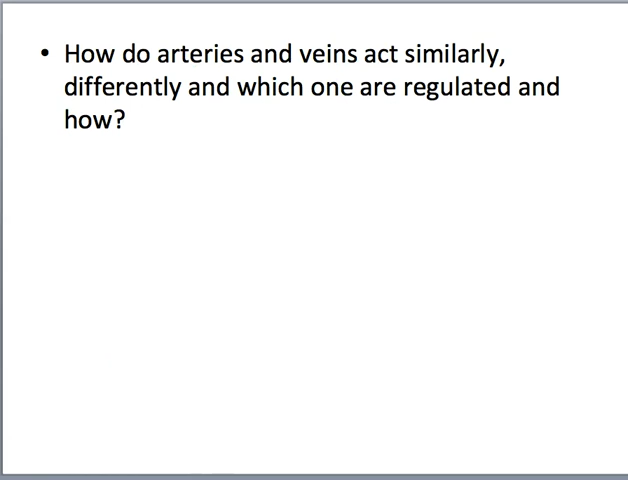 • How do arteries and veins act similarly,
differently and which one are regulated and
how?